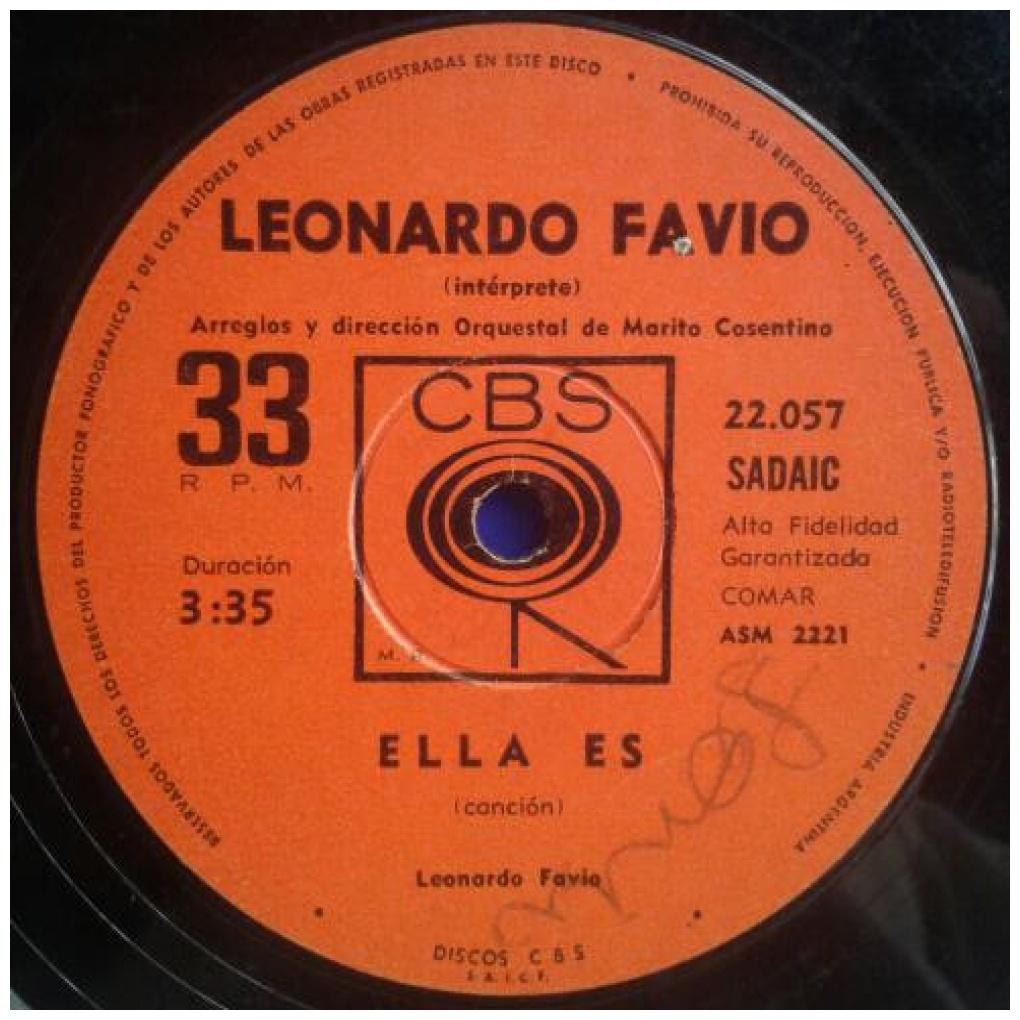 RESERVADOS TODOS LOS DERECHOS DEL PRODUCTOR FONOGRAFICO Y DE LOS AUTORES DE LAS OBRAS REGISTRADAS EN ESTE DISCO • PROHIBIDA SU REPRODUCCION, EJECUCION PUBLICA Y/O RADIOTELEDIFUSION • INDUSTRIA ARGENTINA
LEONARDO FAVIO
(intérprete)
Arreglos y dirección Orquestal de Marito Cosentino
33
R. P. M.
CBS
22.057
SADAIC
Alta Fidelidad
Garantizada
COMAR
ASM 2221
Duración
3:35
M. R.
ELLA ES
(canción)
Leonardo Favio
DISCOS CBS
S. A. I. C. F.